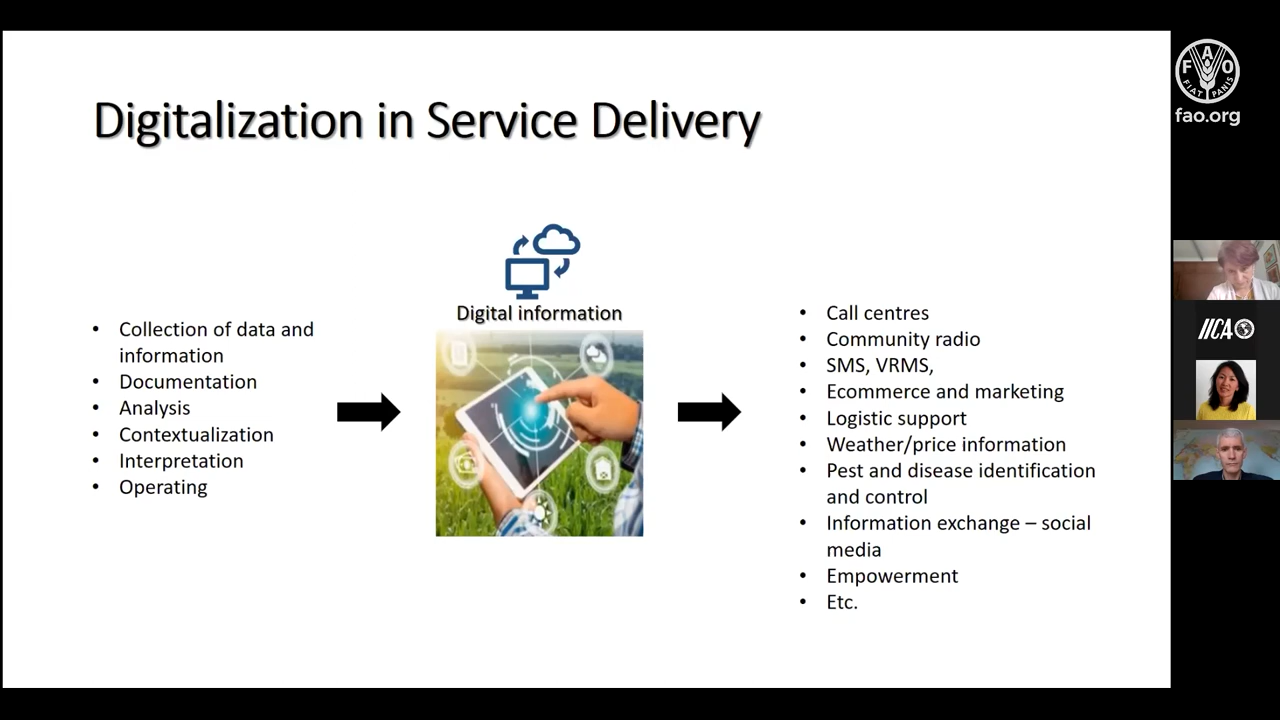 Digitalization in Service Delivery
• Collection of data and
information
• Documentation
• Analysis
• Contextualization
• Interpretation
• Operating
Digital information
• Call centres
• Community radio
• SMS, VRMS,
• Ecommerce and marketing
• Logistic support
• Weather/price information
• Pest and disease identification
and control
• Information exchange – social
media
• Empowerment
• Etc.
FAO
FIAT PANIS
fao.org
IICA